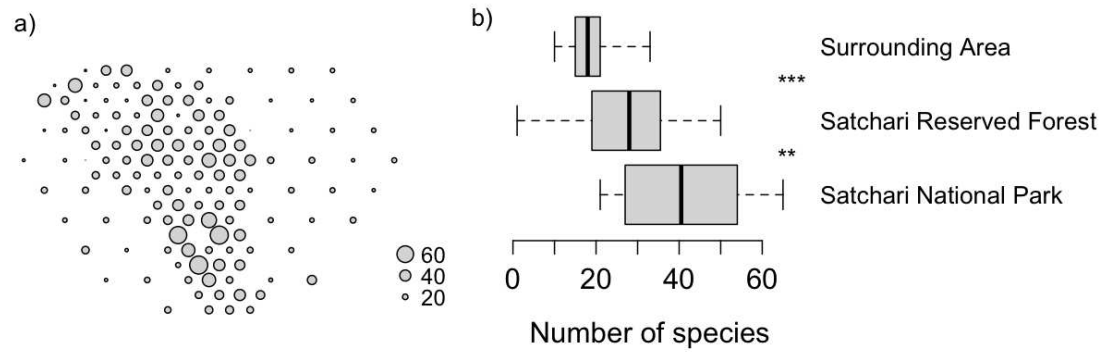 a)
60
40
20
b)
Surrounding Area
***
Satchari Reserved Forest
**
Satchari National Park
0 20 40 60
Number of species